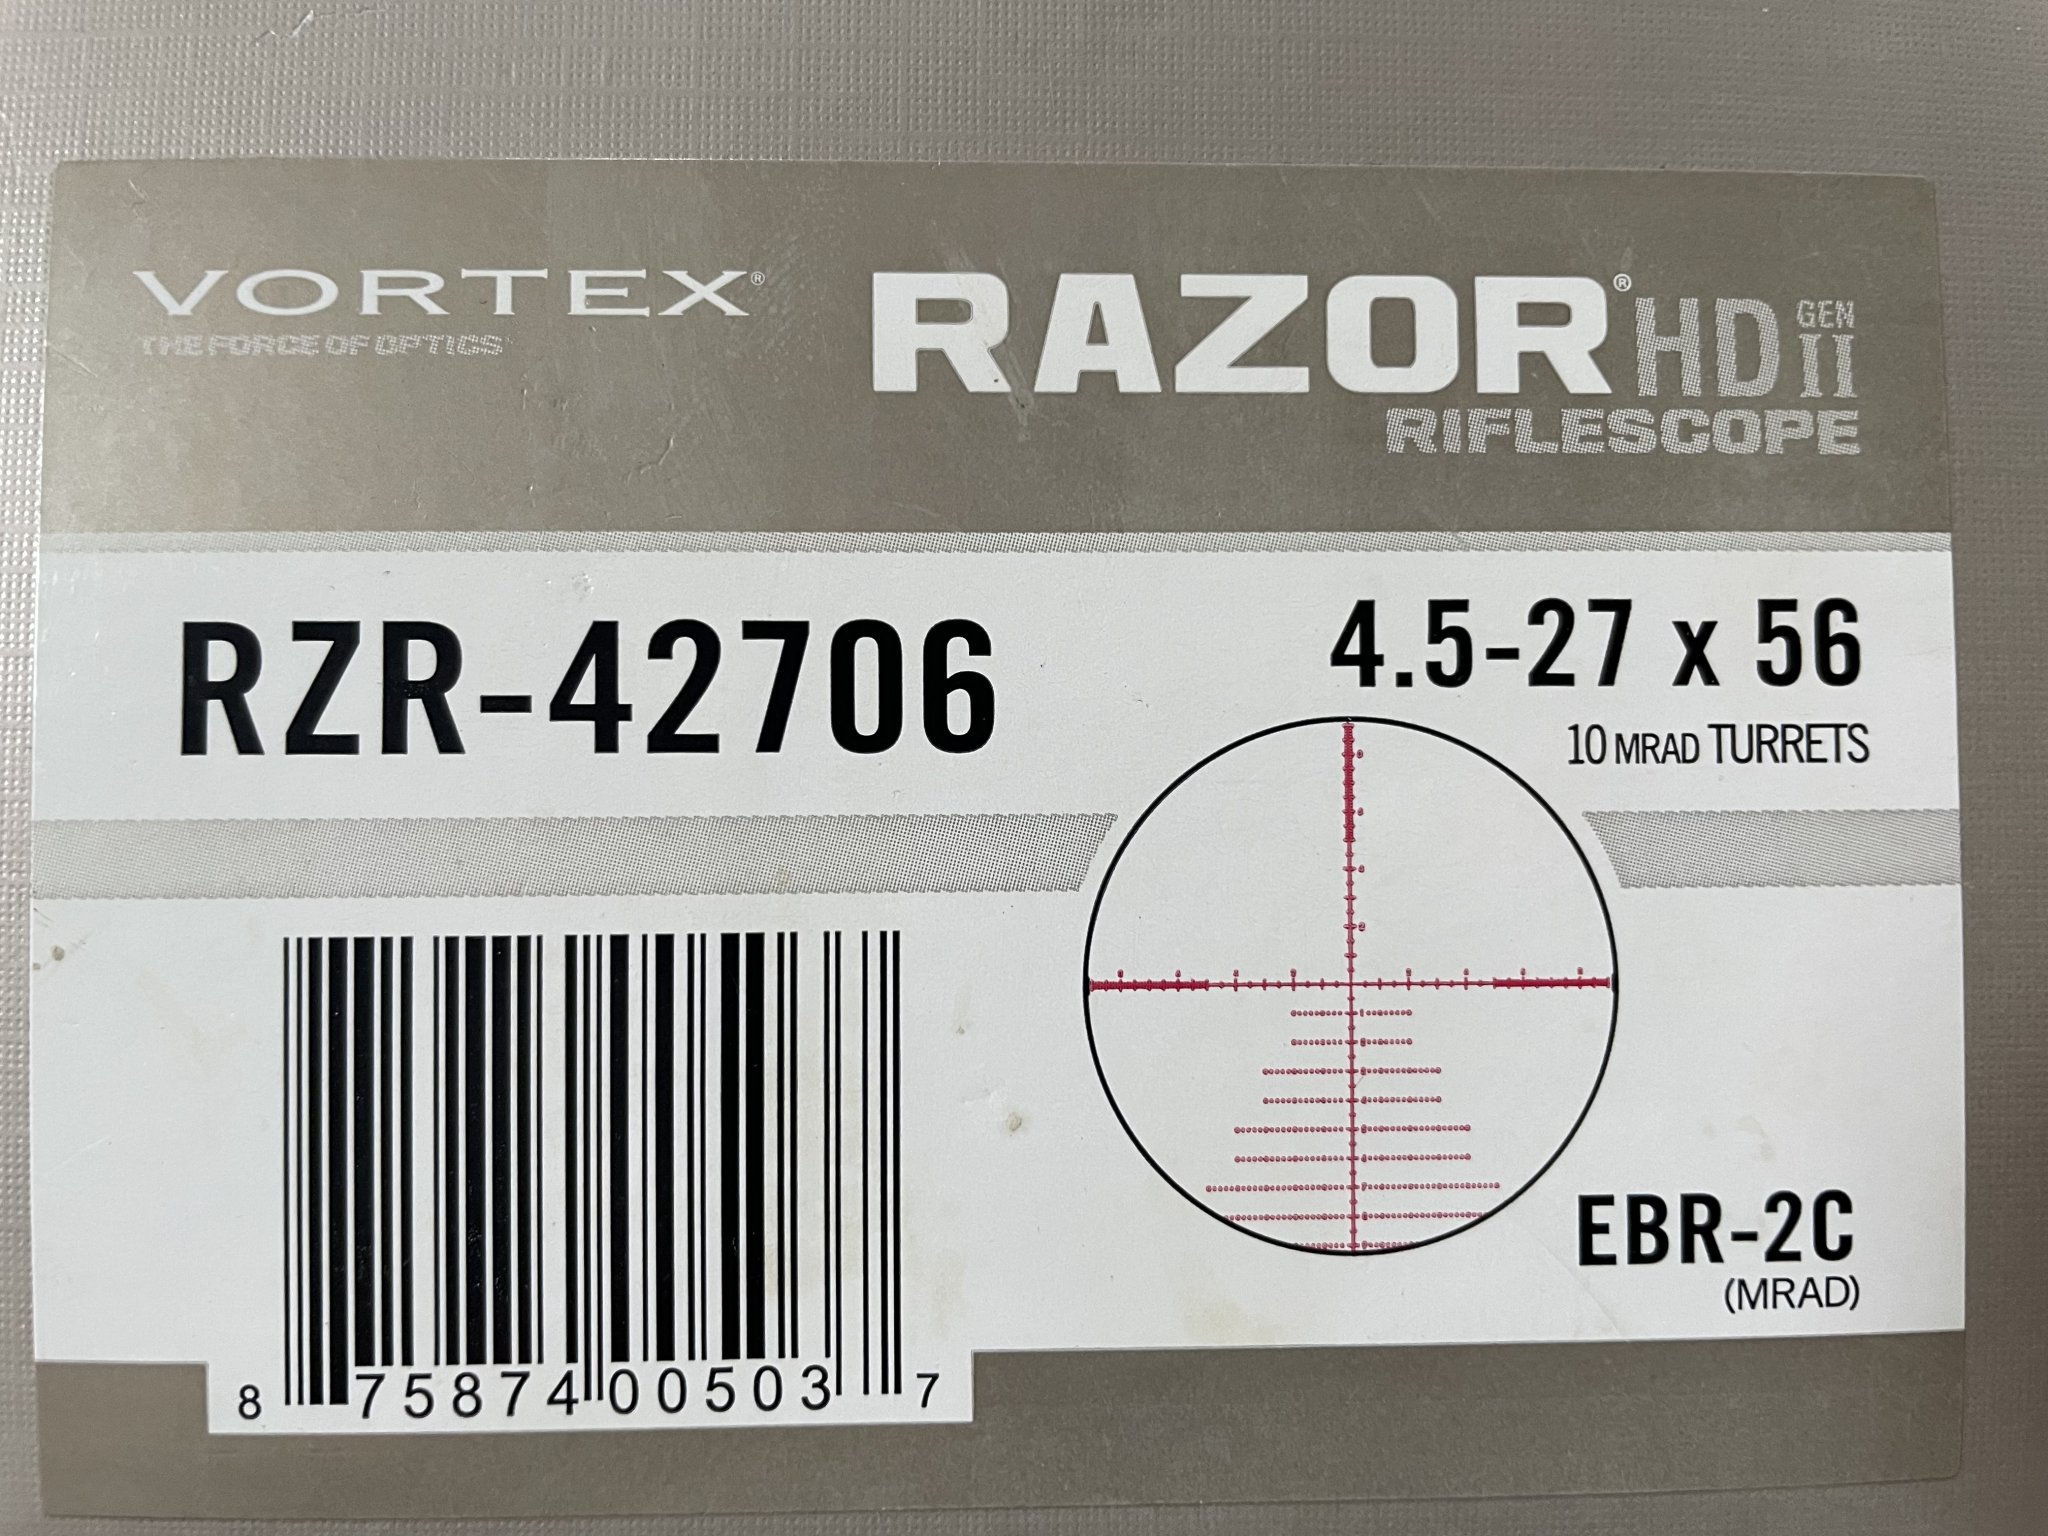 VORTEX®
THE FORCE OF OPTICS
RAZOR® HD GEN II
RIFLESCOPE
RZR-42706
4.5-27 x 56
10 MRAD TURRETS
EBR-2C
(MRAD)
8 75874 00503 7